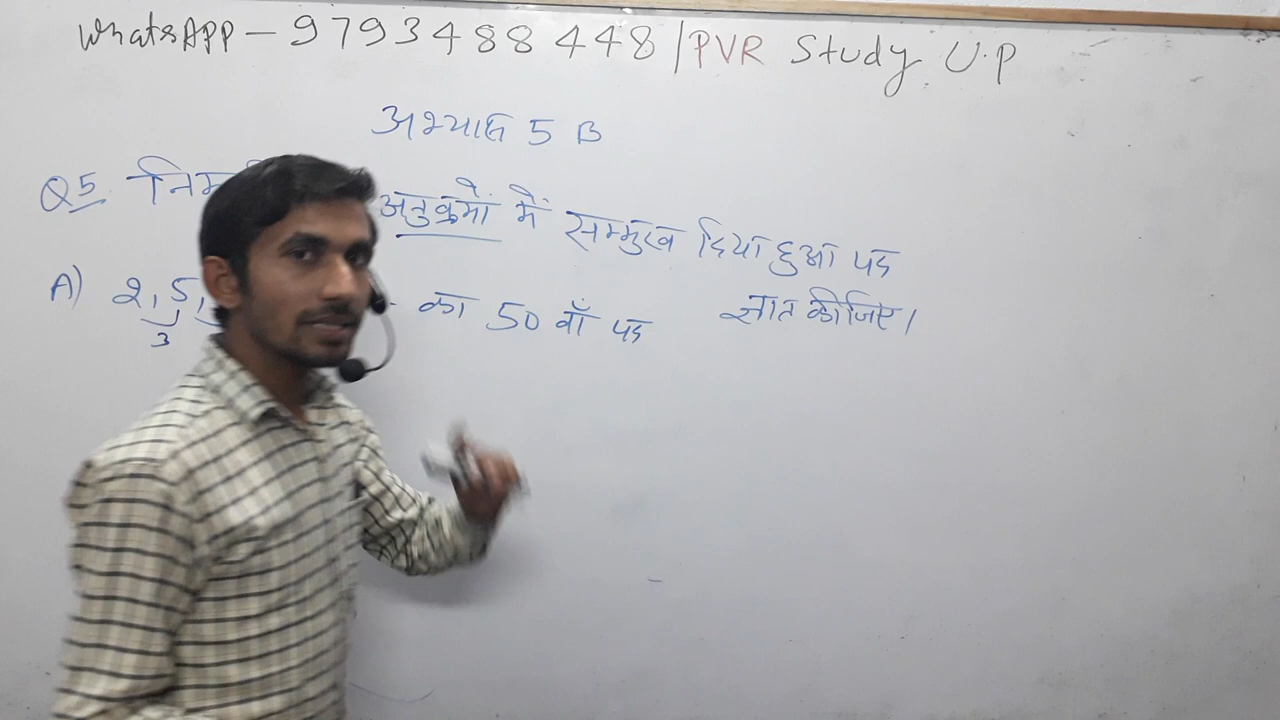 WhatsAPP - 9793488448 / PVR Study U.P
अभ्यास 5 B
Q5 अनुक्रमों में सम्मुख दिया हुआ पद
ज्ञात कीजिए।
A) 2, 5, का 50 वाँ पद
3